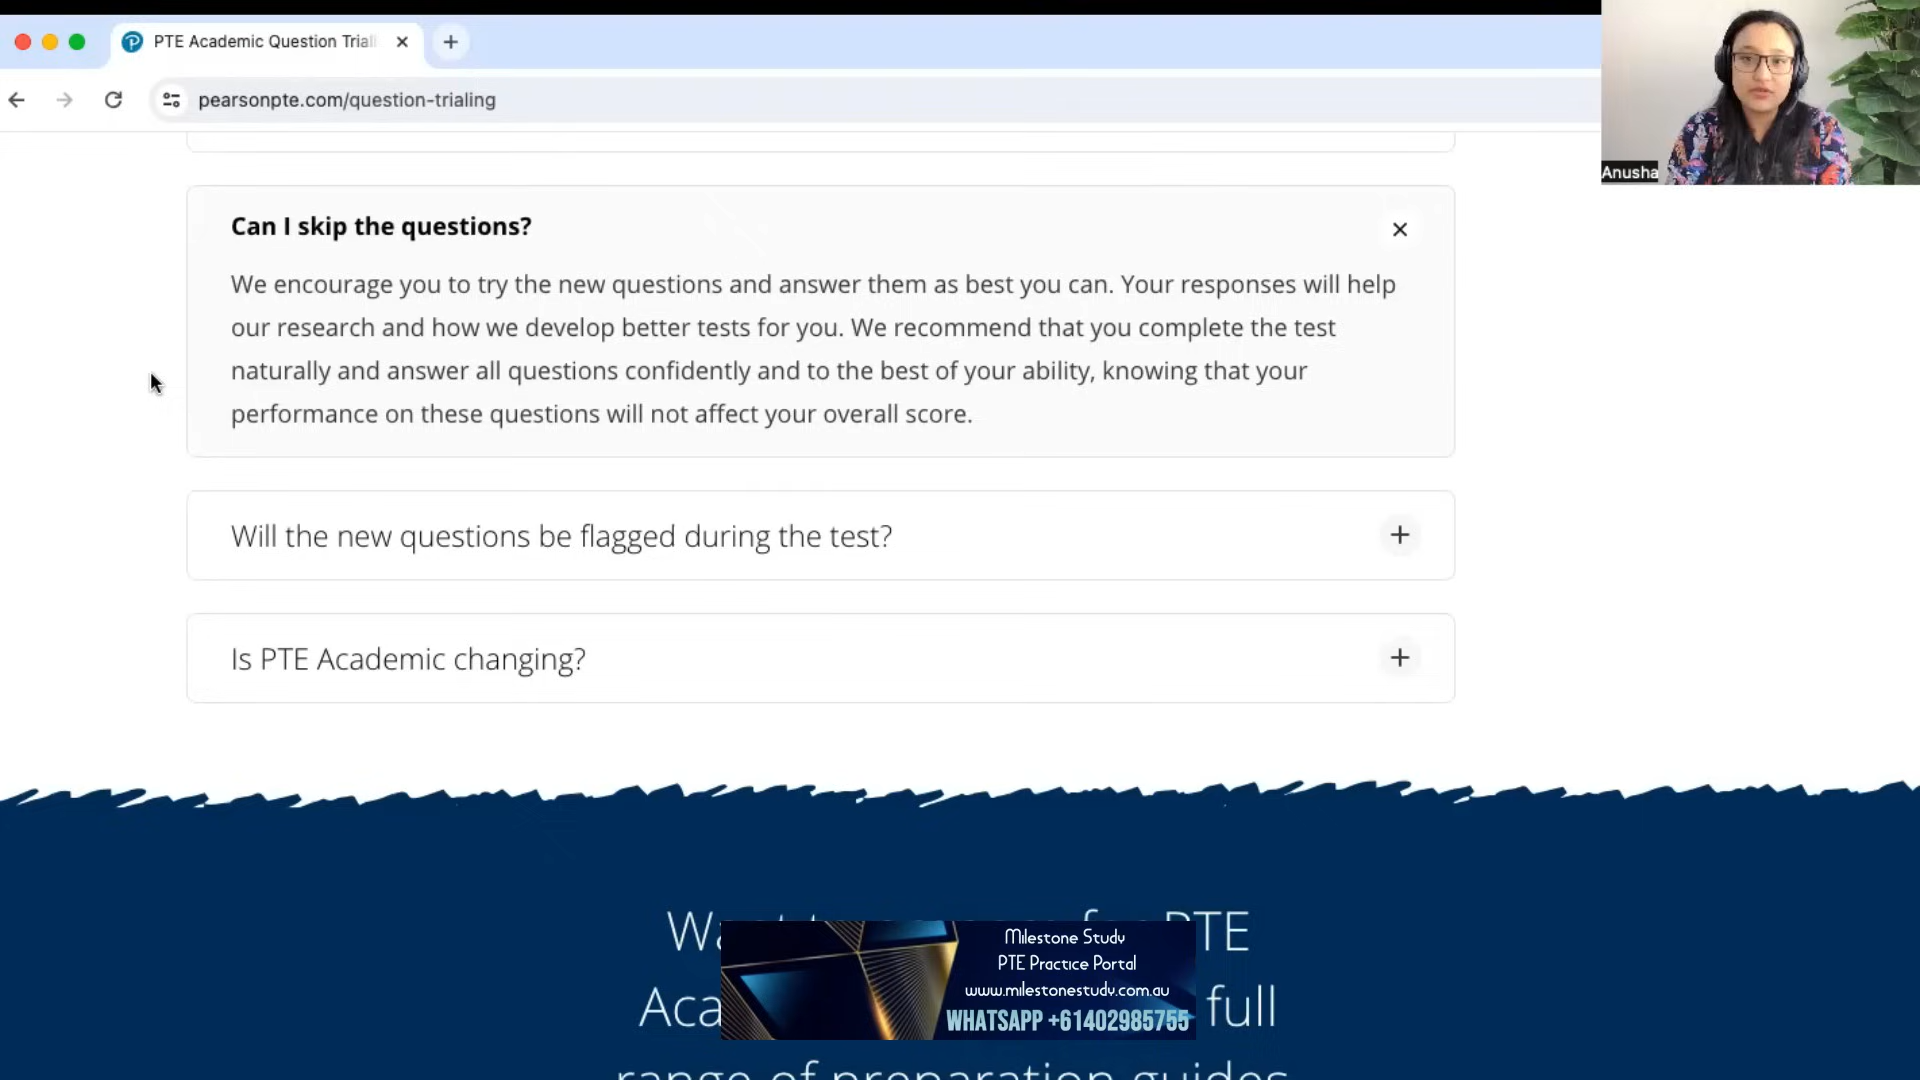 PTE Academic Question Trial
pearsonpte.com/question-trialing
Anusha
Can I skip the questions?
We encourage you to try the new questions and answer them as best you can. Your responses will help
our research and how we develop better tests for you. We recommend that you complete the test
naturally and answer all questions confidently and to the best of your ability, knowing that your
performance on these questions will not affect your overall score.
Will the new questions be flagged during the test?
Is PTE Academic changing?
PTE
full
range of preparation guides
Milestone Study
PTE Practice Portal
www.milestonestudy.com.au
WHATSAPP +61402985755